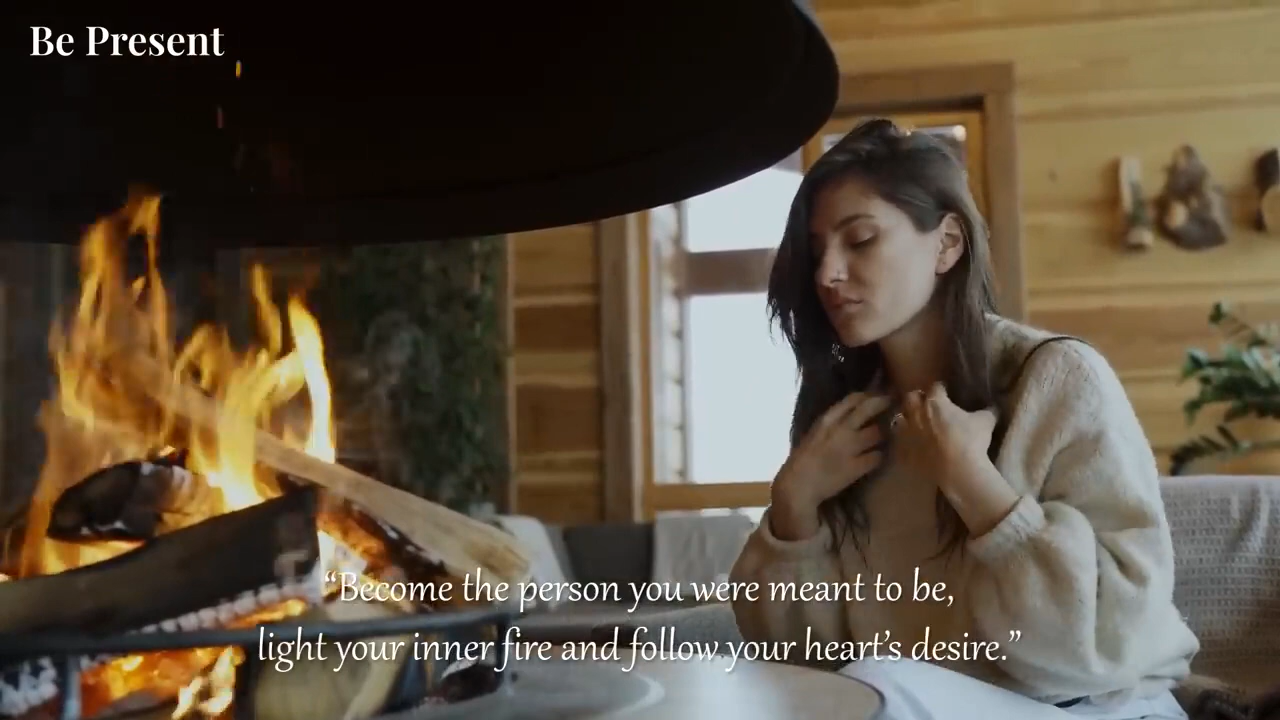 Be Present
“Become the person you were meant to be,
light your inner fire and follow your heart’s desire.”